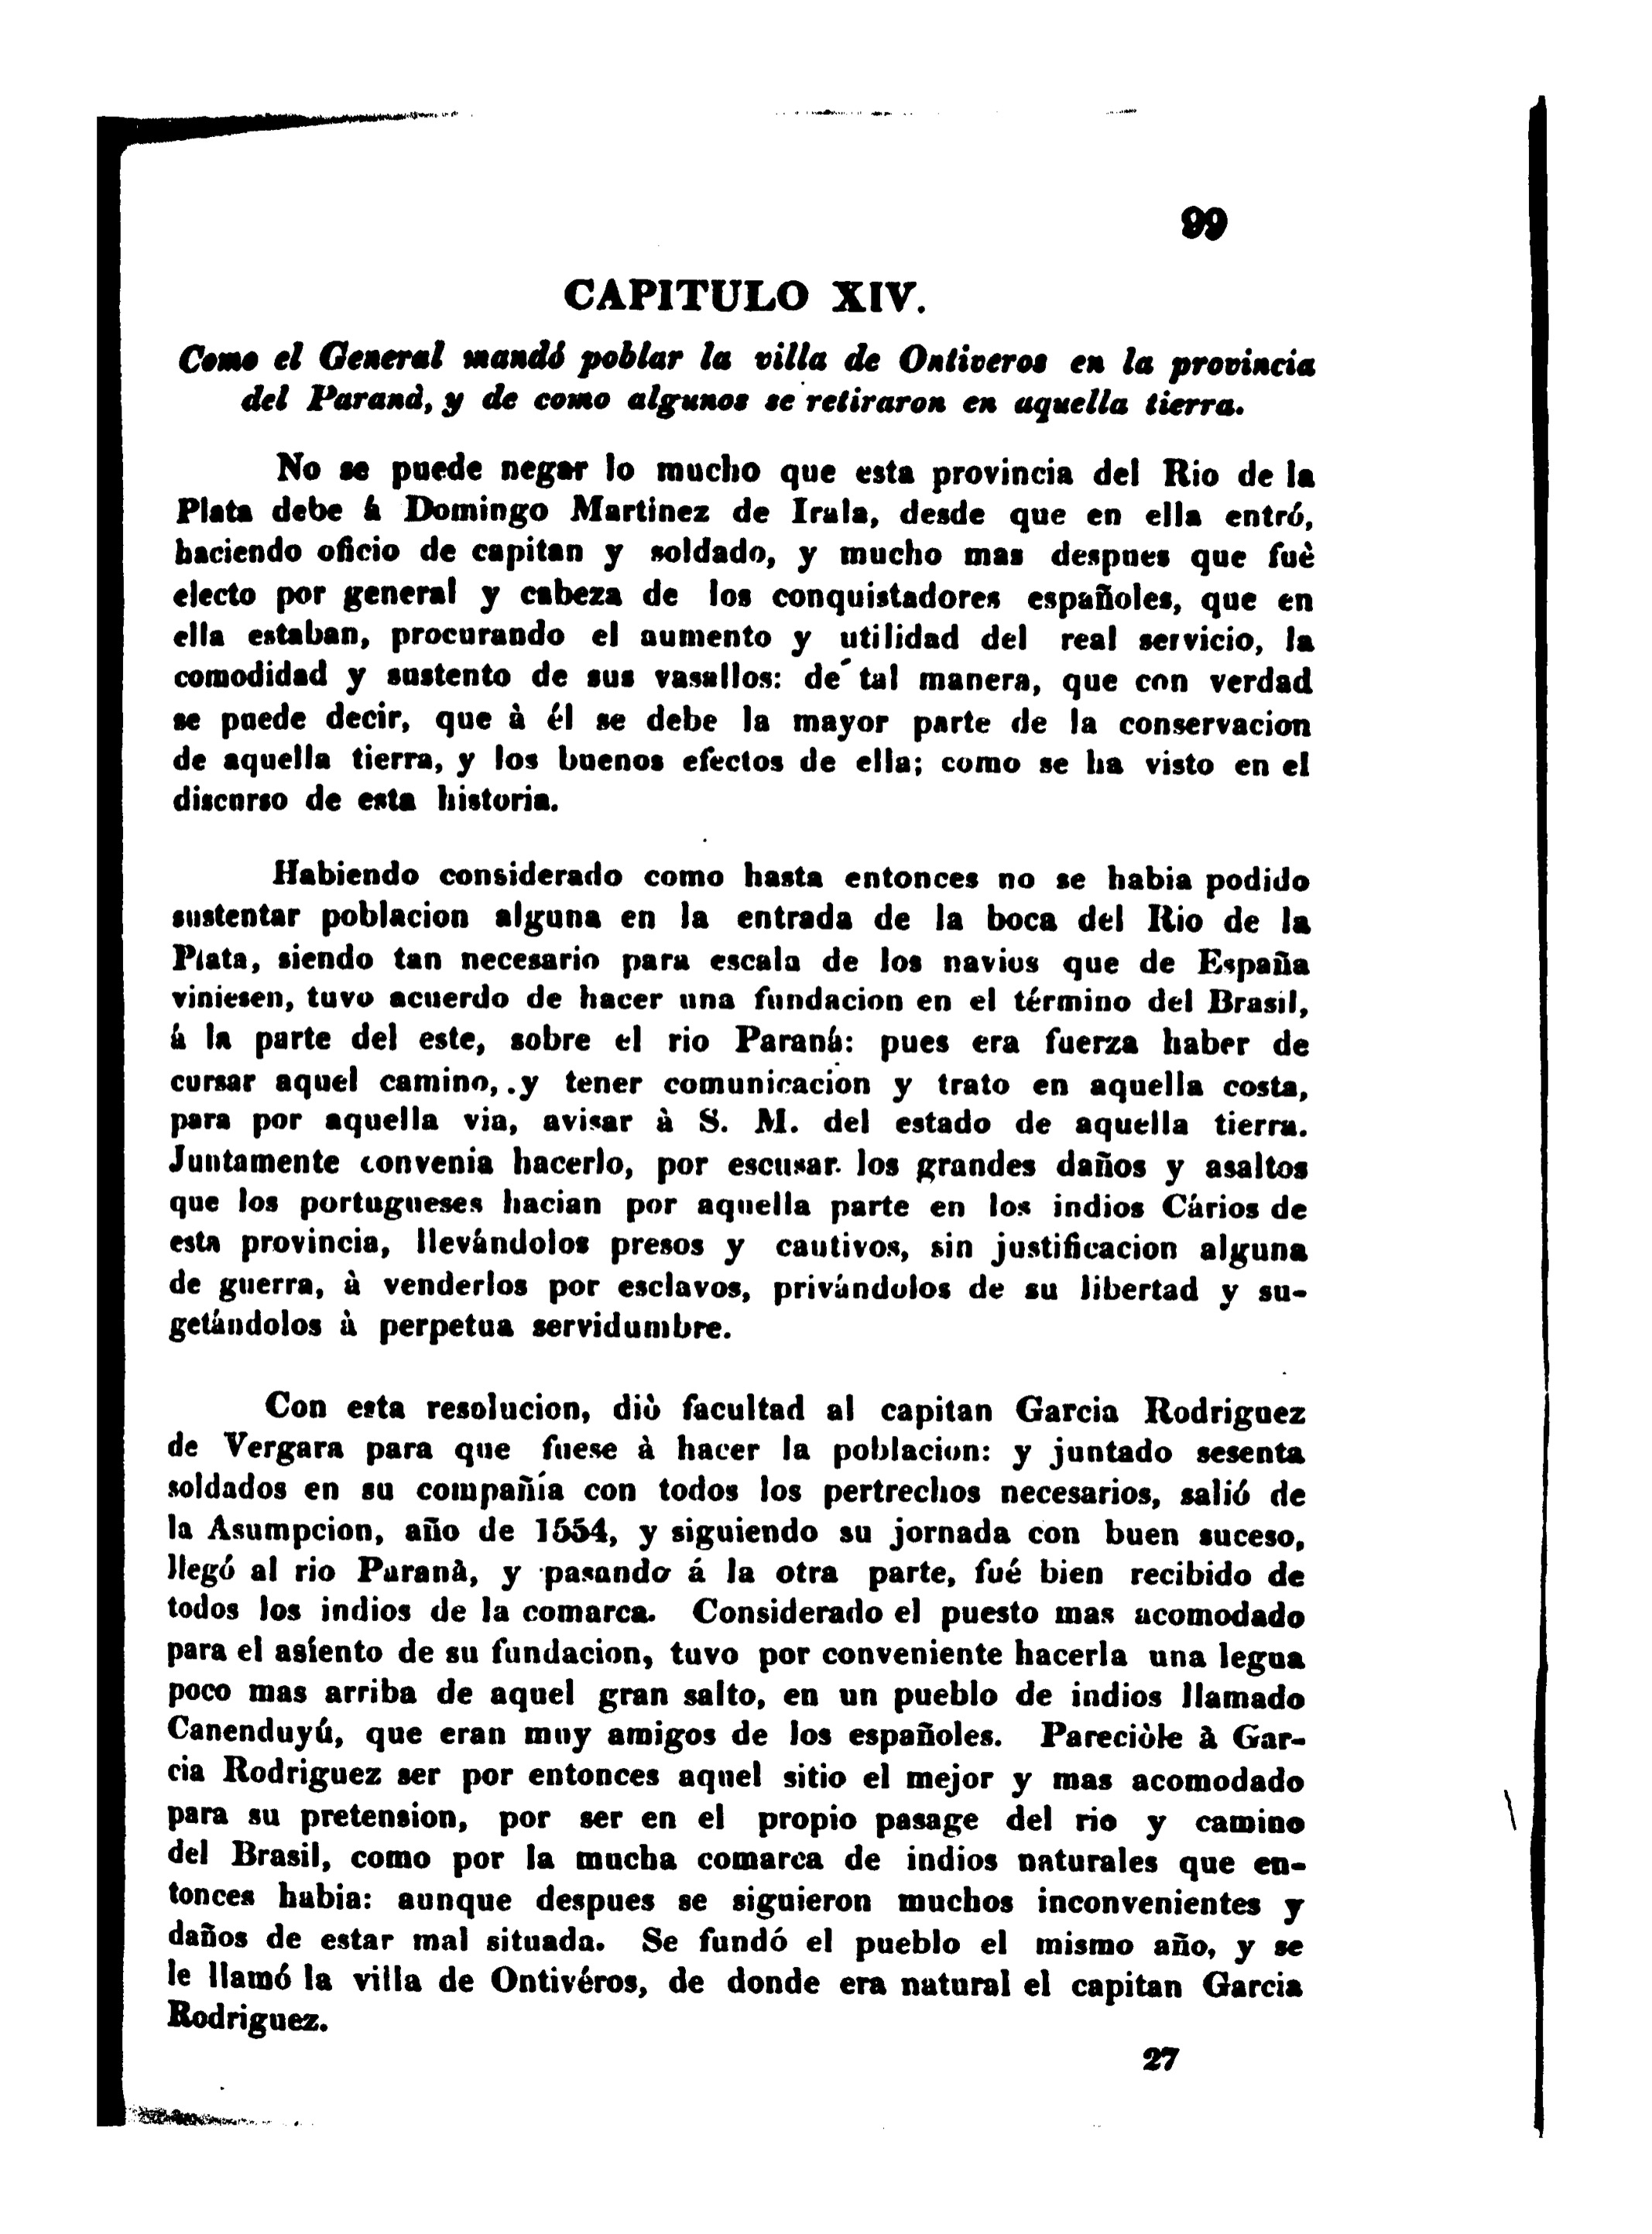 99
CAPITULO XIV.
Como el General mandó poblar la villa de Ontiveros en la provincia
del Paranà, y de como algunos se retiraron en aquella tierra.
No se puede negar lo mucho que esta provincia del Rio de la
Plata debe á Domingo Martinez de Irala, desde que en ella entró,
haciendo oficio de capitan y soldado, y mucho mas despues que fuè
electo por general y cabeza de los conquistadores españoles, que en
ella estaban, procurando el aumento y utilidad del real servicio, la
comodidad y sustento de sus vasallos: de tal manera, que con verdad
se puede decir, que à él se debe la mayor parte de la conservacion
de aquella tierra, y los buenos efectos de ella; como se ha visto en el
discurso de esta historia.
Habiendo considerado como hasta entonces no se habia podido
sustentar poblacion alguna en la entrada de la boca del Rio de la
Plata, siendo tan necesario para escala de los navios que de España
viniesen, tuvo acuerdo de hacer una fundacion en el término del Brasil,
á la parte del este, sobre el rio Paraná: pues era fuerza haber de
cursar aquel camino, y tener comunicacion y trato en aquella costa,
para por aquella via, avisar à S. M. del estado de aquella tierra.
Juntamente convenia hacerlo, por escusar los grandes daños y asaltos
que los portugueses hacian por aquella parte en los indios Cários de
esta provincia, llevándolos presos y cautivos, sin justificacion alguna
de guerra, à venderlos por esclavos, privándolos de su libertad y su-
getándolos à perpetua servidumbre.
Con esta resolucion, diò facultad al capitan Garcia Rodriguez
de Vergara para que fuese à hacer la poblacion: y juntado sesenta
soldados en su compañía con todos los pertrechos necesarios, salió de
la Asumpcion, año de 1554, y siguiendo su jornada con buen suceso,
llegó al rio Paranà, y pasando á la otra parte, fué bien recibido de
todos los indios de la comarca. Considerado el puesto mas acomodado
para el asíento de su fundacion, tuvo por conveniente hacerla una legua
poco mas arriba de aquel gran salto, en un pueblo de indios llamado
Canenduyú, que eran muy amigos de los españoles. Pareciòle à Gar-
cia Rodriguez ser por entonces aquel sitio el mejor y mas acomodado
para su pretension, por ser en el propio pasage del rio y camino
del Brasil, como por la mucha comarca de indios naturales que en-
tonces habia: aunque despues se siguieron muchos inconvenientes y
daños de estar mal situada. Se fundó el pueblo el mismo año, y se
le llamó la villa de Ontivéros, de donde era natural el capitan Garcia
Rodriguez.
27